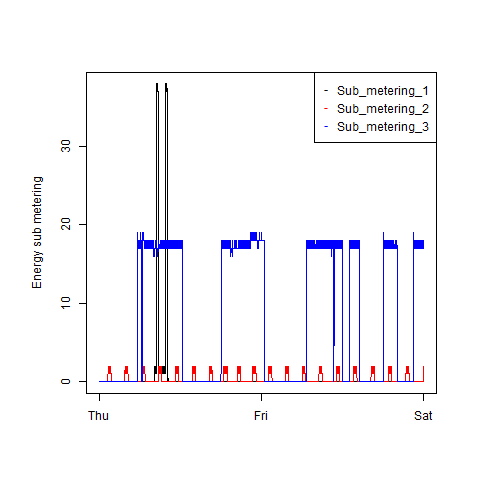 Sub_metering_1
Sub_metering_2
Sub_metering_3
Energy sub metering
30
20
10
0
Thu Fri Sat